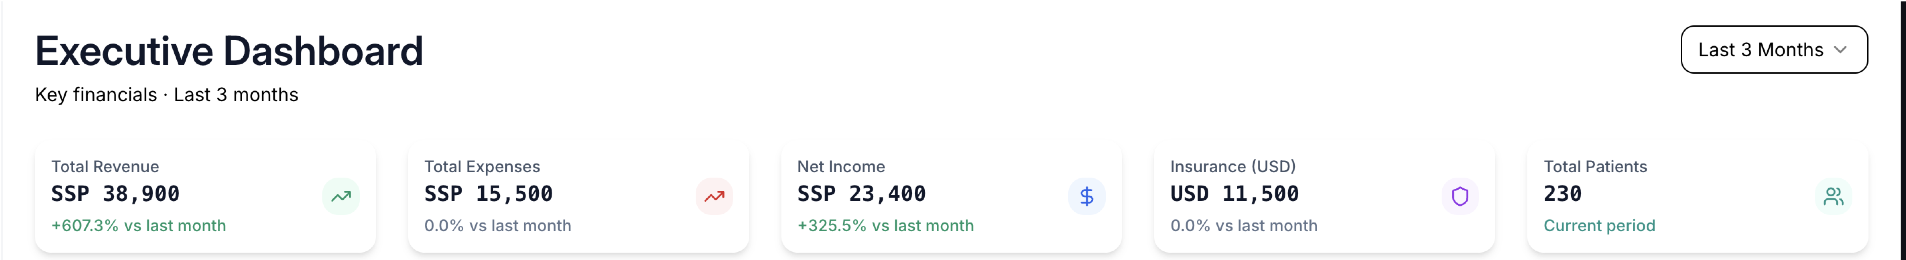 Executive Dashboard
Last 3 Months
Key financials · Last 3 months
Total Revenue
SSP 38,900
+607.3% vs last month
Total Expenses
SSP 15,500
0.0% vs last month
Net Income
SSP 23,400
+325.5% vs last month
Insurance (USD)
USD 11,500
0.0% vs last month
Total Patients
230
Current period